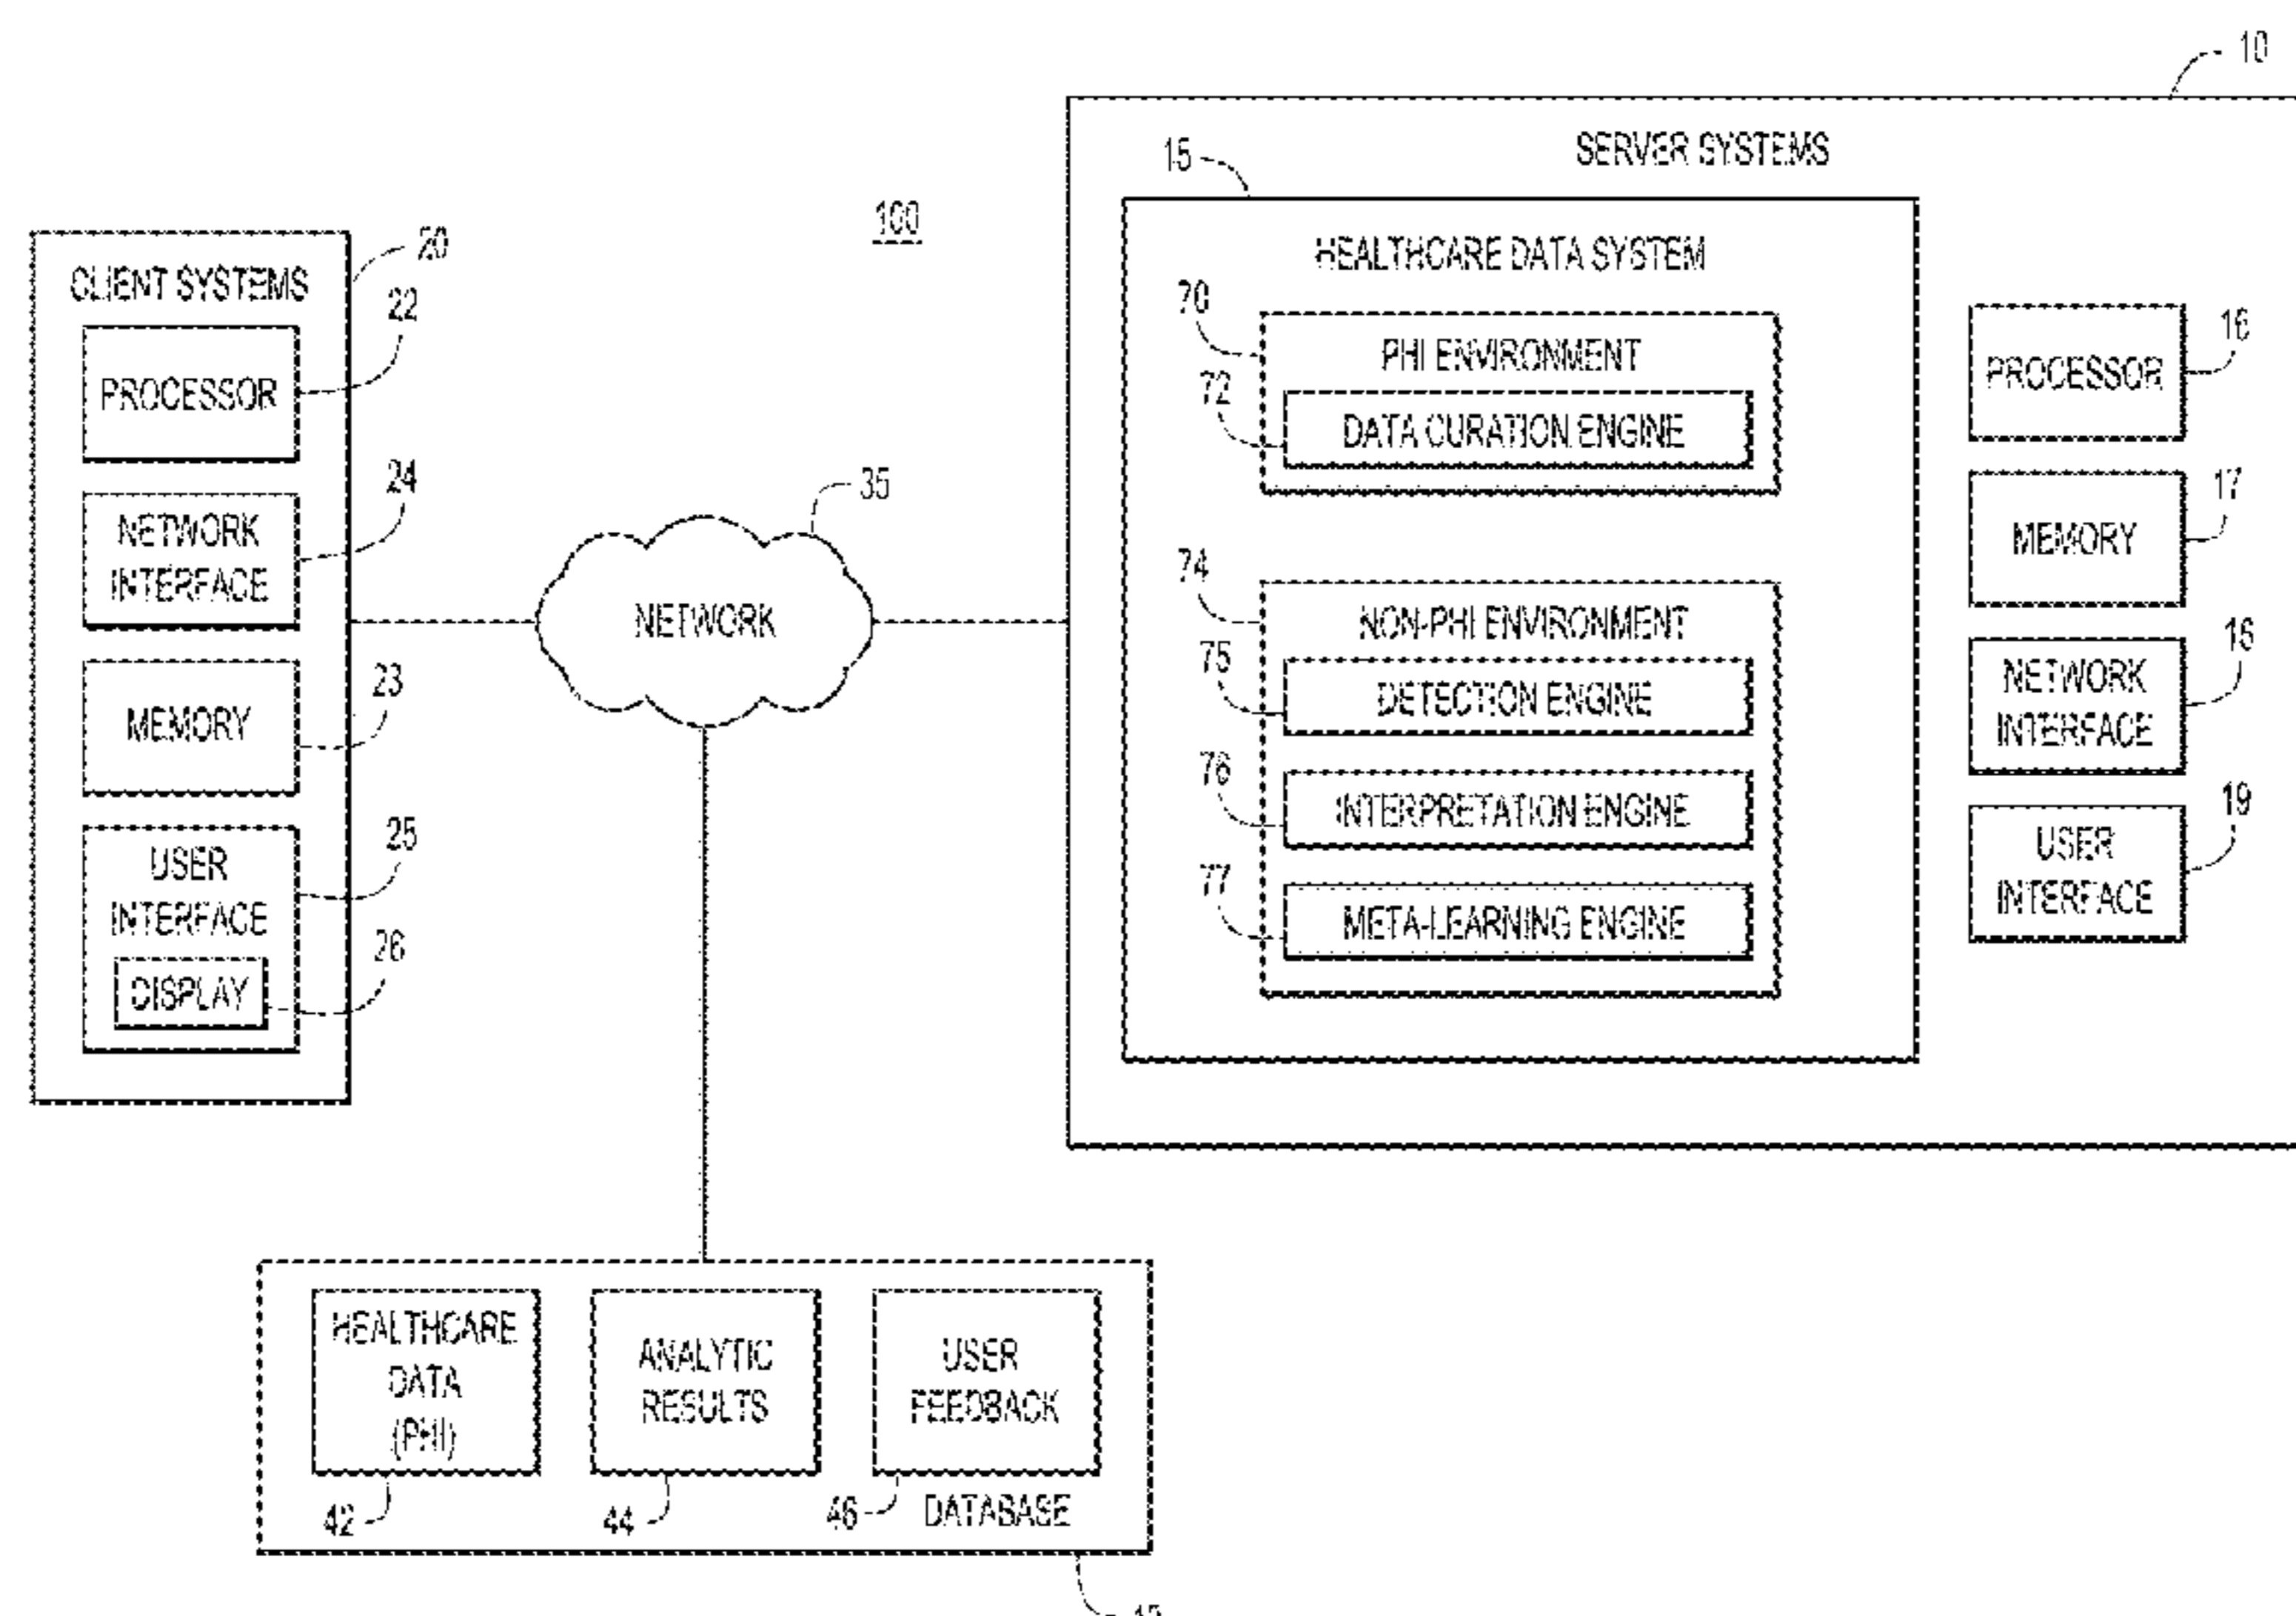 10
SERVER SYSTEMS
15
100
HEALTHCARE DATA SYSTEM
20
CLIENT SYSTEMS
22
PROCESSOR
24
NETWORK
INTERFACE
23
MEMORY
25
USER
INTERFACE
26
DISPLAY
35
NETWORK
70
PHI ENVIRONMENT
72
DATA CURATION ENGINE
74
NON-PHI ENVIRONMENT
75
DETECTION ENGINE
76
INTERPRETATION ENGINE
77
META-LEARNING ENGINE
16
PROCESSOR
17
MEMORY
NETWORK
INTERFACE
19
USER
INTERFACE
HEALTHCARE
DATA
(PHI)
42
ANALYTIC
RESULTS
44
USER
FEEDBACK
46
DATABASE